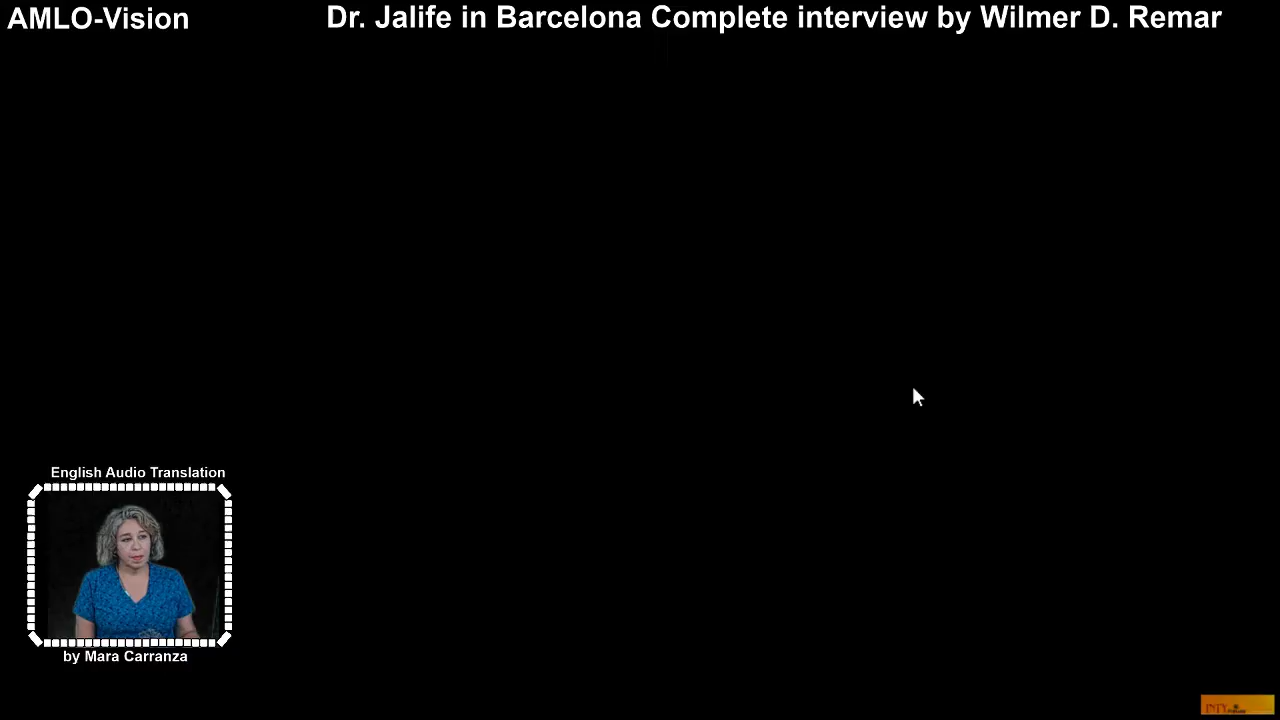 AMLO-Vision
Dr. Jalife in Barcelona Complete interview by Wilmer D. Remar
English Audio Translation
by Mara Carranza